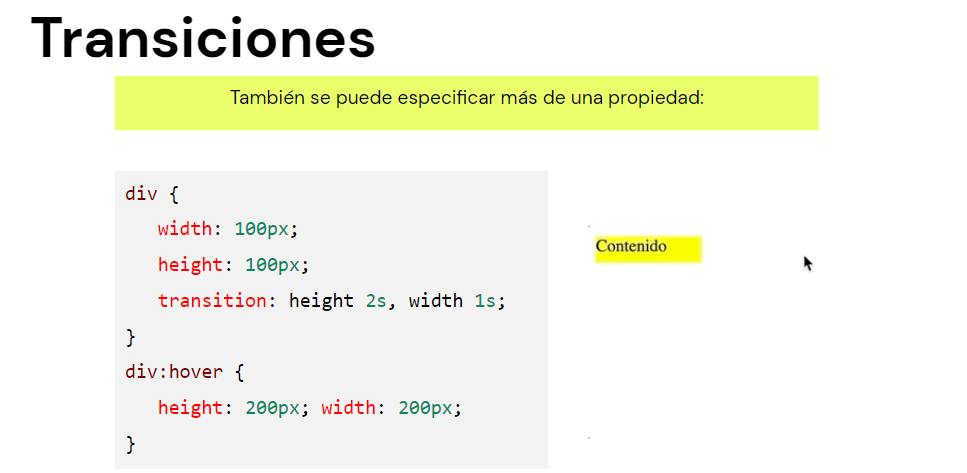 Transiciones
También se puede especificar más de una propiedad:
div {
width: 100px;
height: 100px;
transition: height 2s, width 1s;
}
div:hover {
height: 200px; width: 200px;
}
Contenido